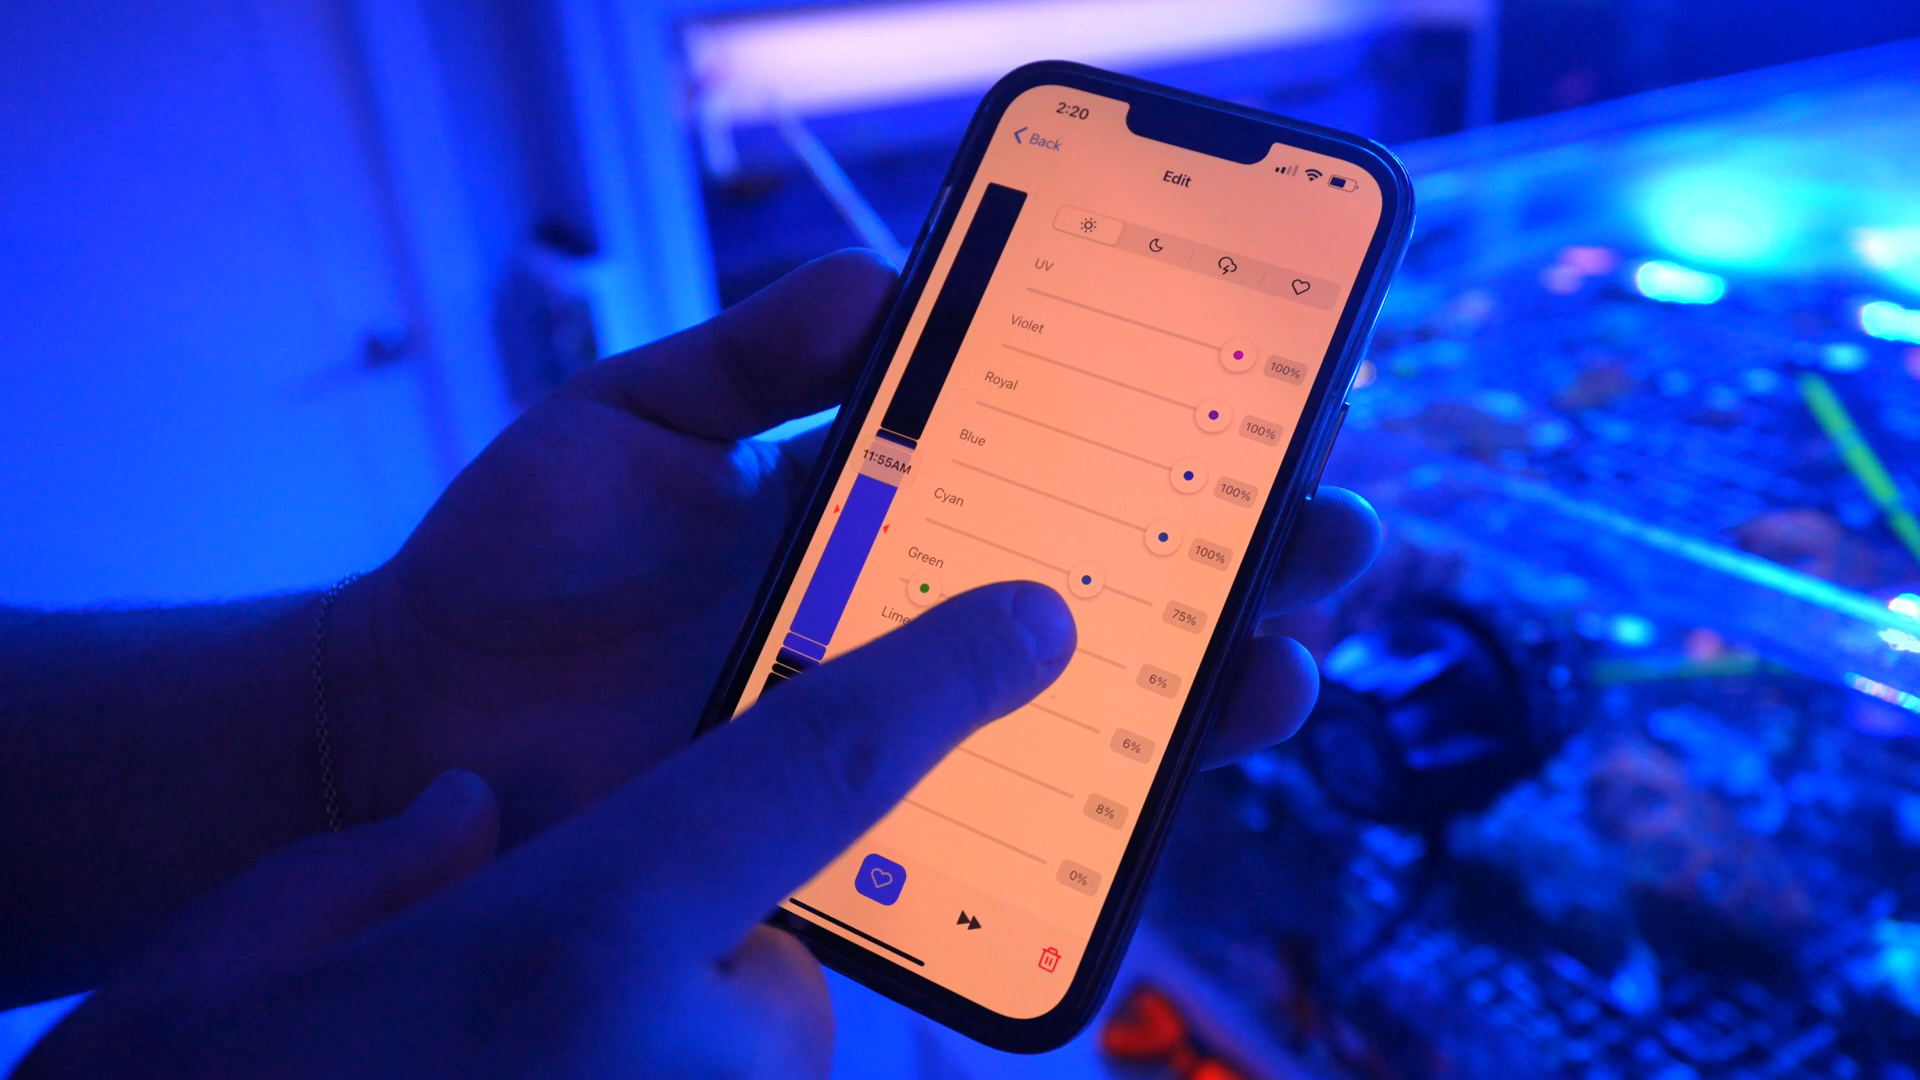 2:20
Back
Edit
UV
100%
Violet
100%
Royal
100%
Blue
100%
11:55AM
Cyan
75%
Green
6%
Lime
6%
8%
0%